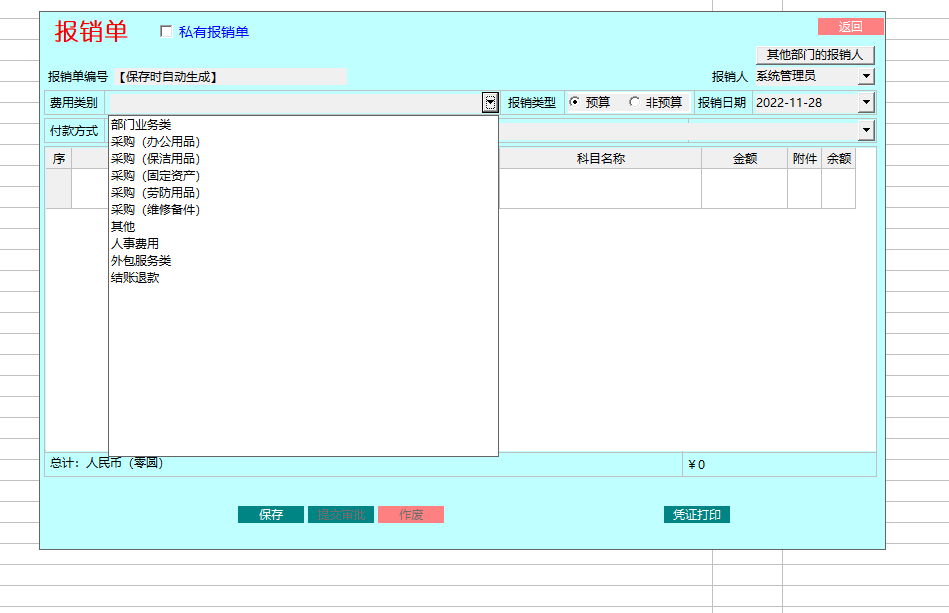 报销单
私有报销单
返回
其他部门的报销人
报销单编号 【保存时自动生成】
报销人 系统管理员
费用类别
报销类型 预算 非预算
报销日期 2022-11-28
付款方式
部门业务类
采购（办公用品）
采购（保洁用品）
采购（固定资产）
采购（劳防用品）
采购（维修备件）
其他
人事费用
外包服务类
结账退款
序 科目名称 金额 附件 余额
总计：人民币（零圆） ￥0
保存 提交审批 作废 凭证打印